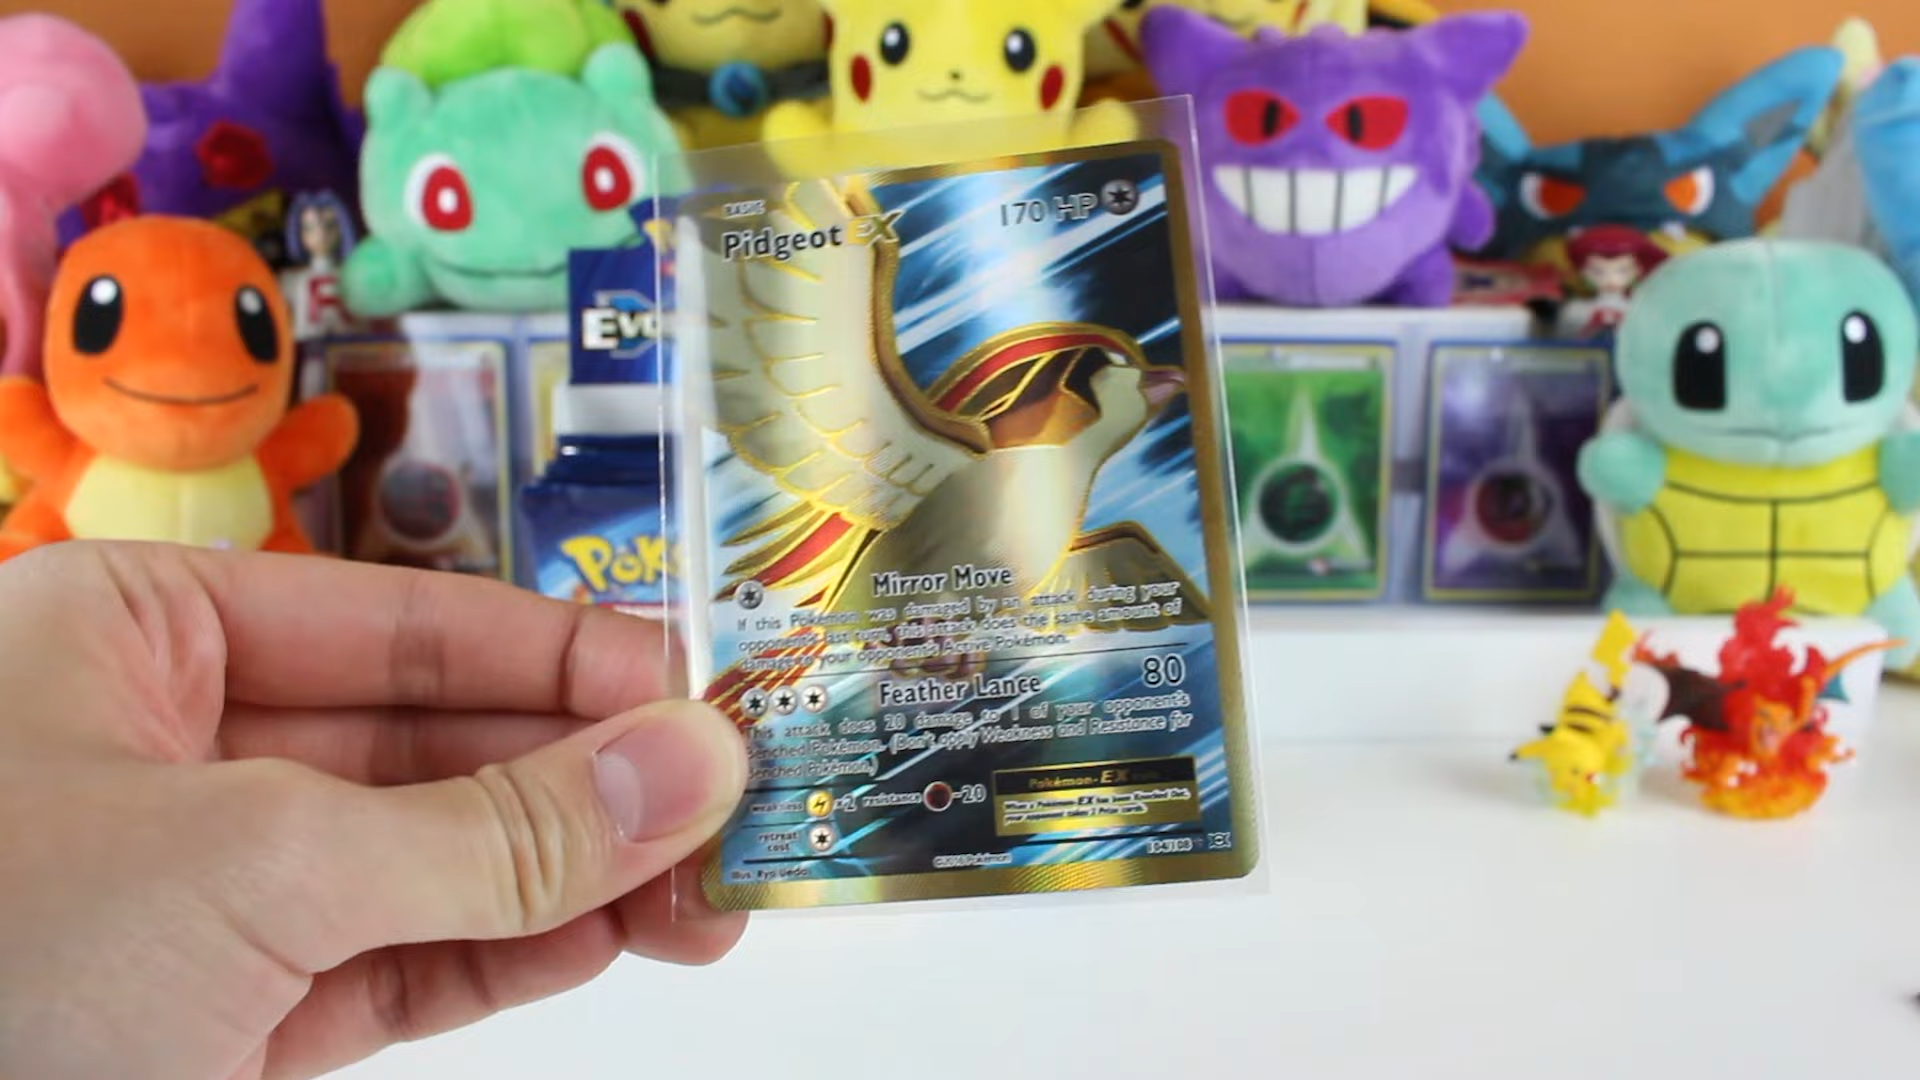 BASIC
Pidgeot EX
170 HP
Evo
Poké
Mirror Move
If this Pokémon was damaged by an attack during your
opponent's last turn, this attack does the same amount of
damage to your opponent's Active Pokémon.
Feather Lance 80
This attack does 20 damage to 1 of your opponent's
Benched Pokémon. (Don't apply Weakness and Resistance for
Benched Pokémon.)
weakness ×2 resistance -20
Pokémon-EX rule
When a Pokémon-EX has been Knocked Out,
your opponent takes 2 Prize cards.
retreat
cost
©2016 Pokémon
104/108
Illus. Ryo Ueda
R